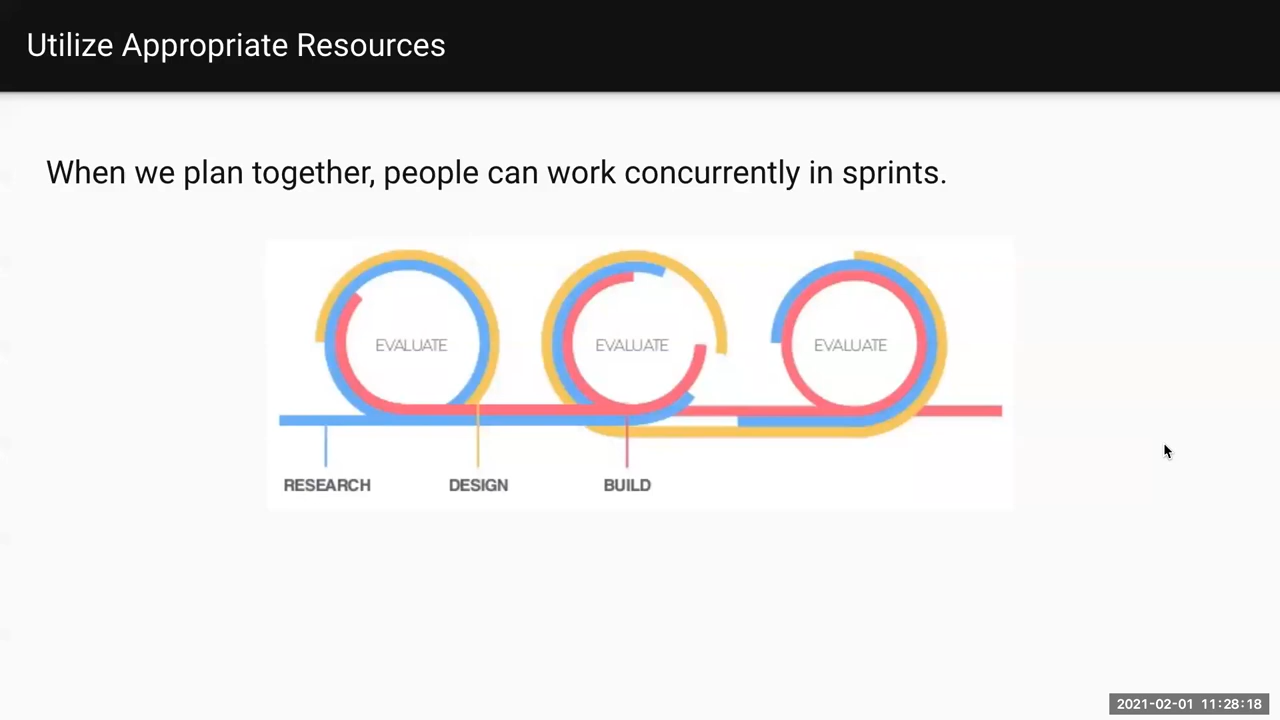 Utilize Appropriate Resources
When we plan together, people can work concurrently in sprints.
EVALUATE EVALUATE EVALUATE
RESEARCH DESIGN BUILD
2021-02-01 11:28:18